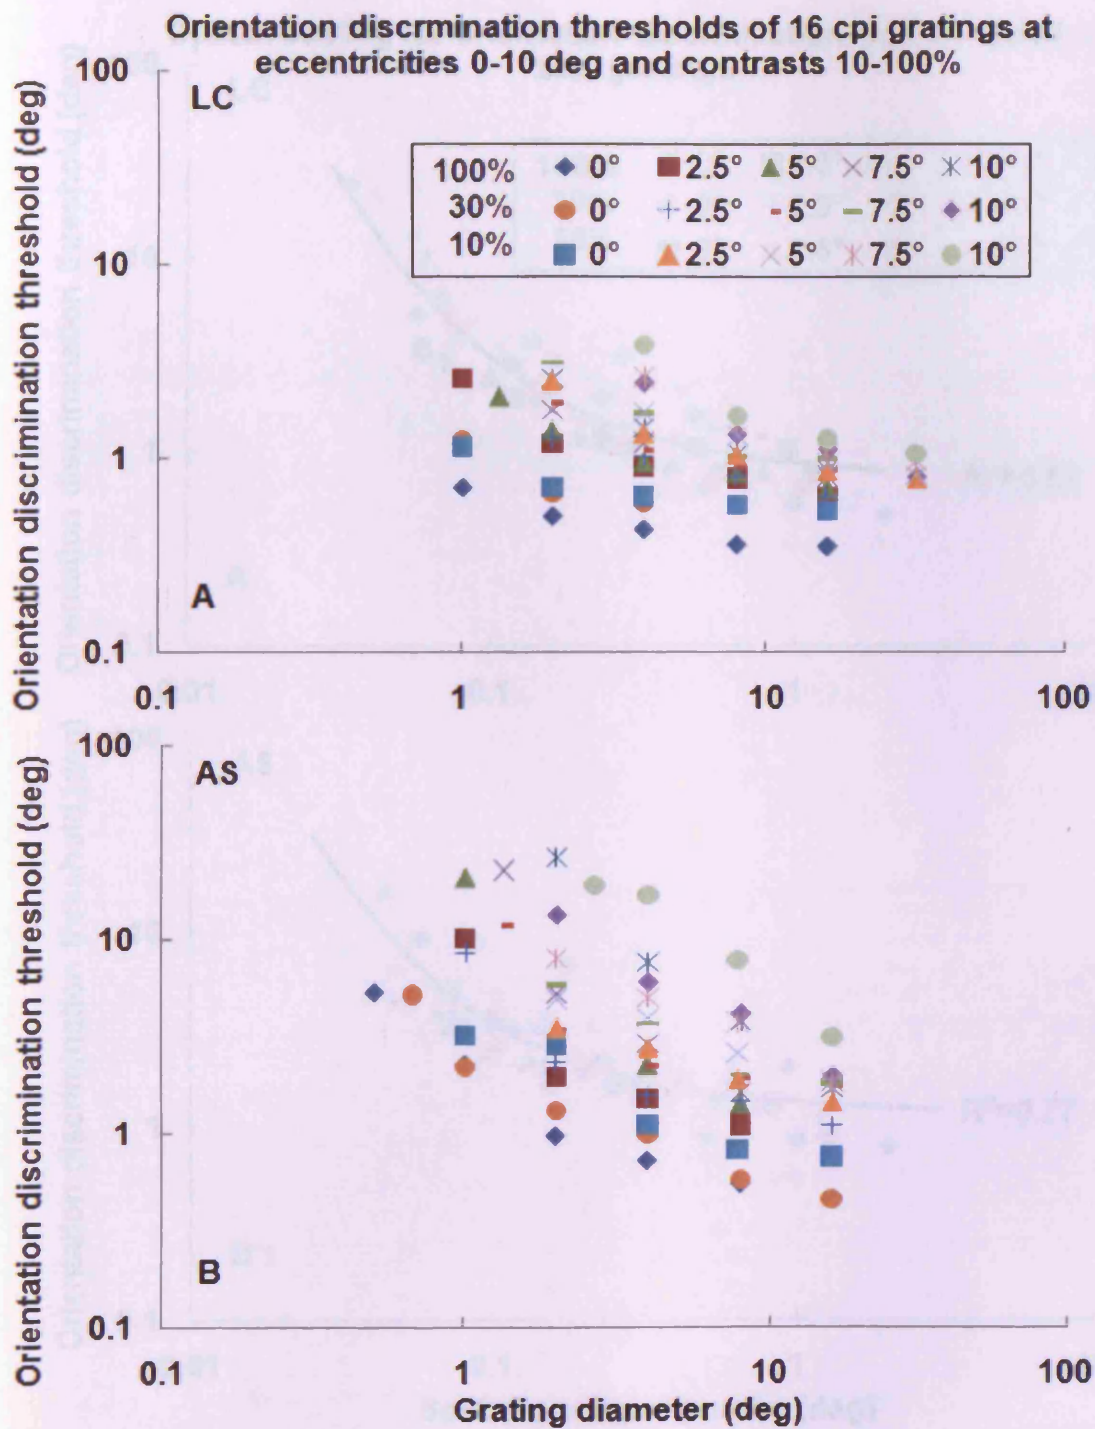 Orientation discrmination thresholds of 16 cpi gratings at
eccentricities 0-10 deg and contrasts 10-100%
Orientation discrimination threshold (deg)
100
10
1
0.1
LC
100% 0° 2.5° 5° 7.5° 10°
30% 0° 2.5° 5° 7.5° 10°
10% 0° 2.5° 5° 7.5° 10°
A
0.1 1 10 100
Orientation discrimination threshold (deg)
100
10
1
0.1
AS
B
0.1 1 10 100
Grating diameter (deg)